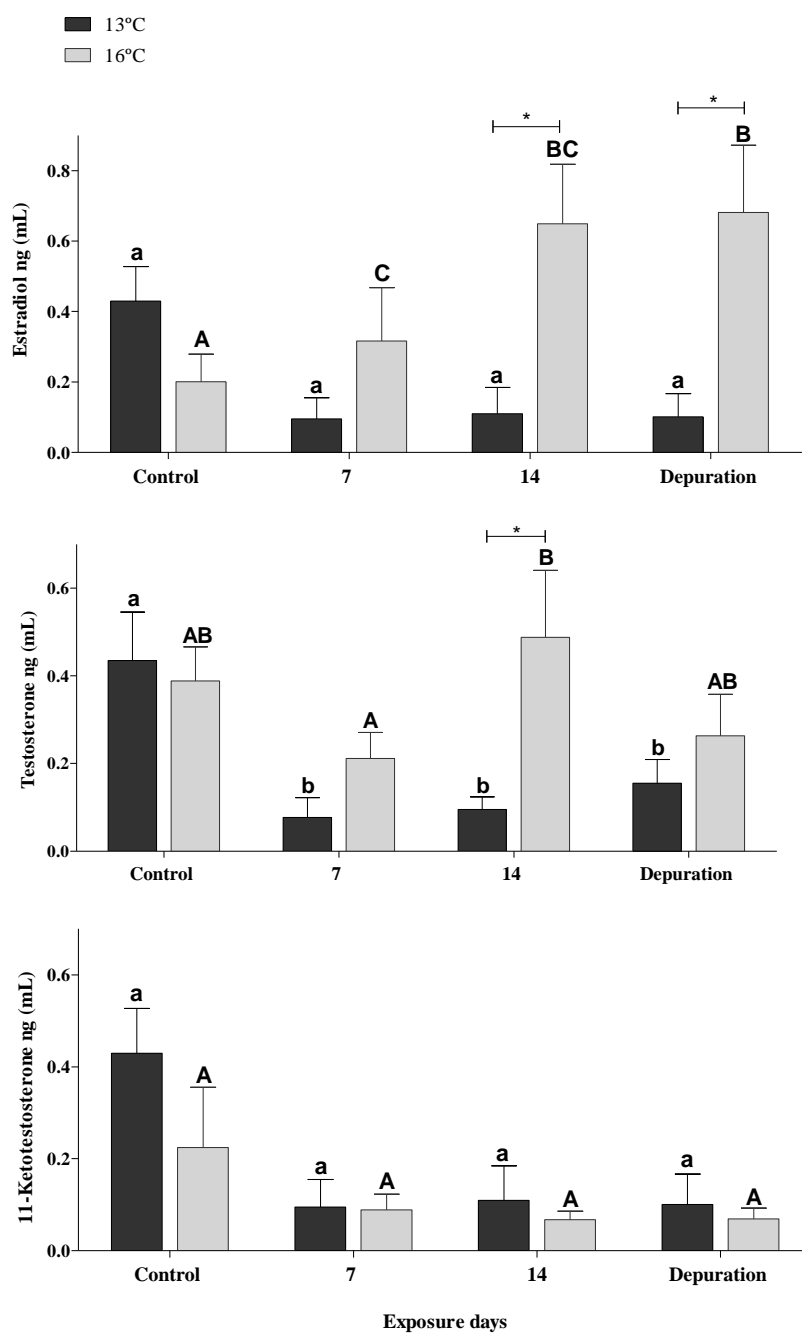 13ºC
16ºC
Estradiol ng (mL)
0.8
0.6
0.4
0.2
0.0
a
A
a
C
a
*
BC
a
*
B
Control 7 14 Depuration
Testosterone ng (mL)
0.6
0.4
0.2
0.0
a
AB
b
A
b
*
B
b
AB
Control 7 14 Depuration
11-Ketotestosterone ng (mL)
0.6
0.4
0.2
0.0
a
A
a
A
a
A
a
A
Control 7 14 Depuration
Exposure days